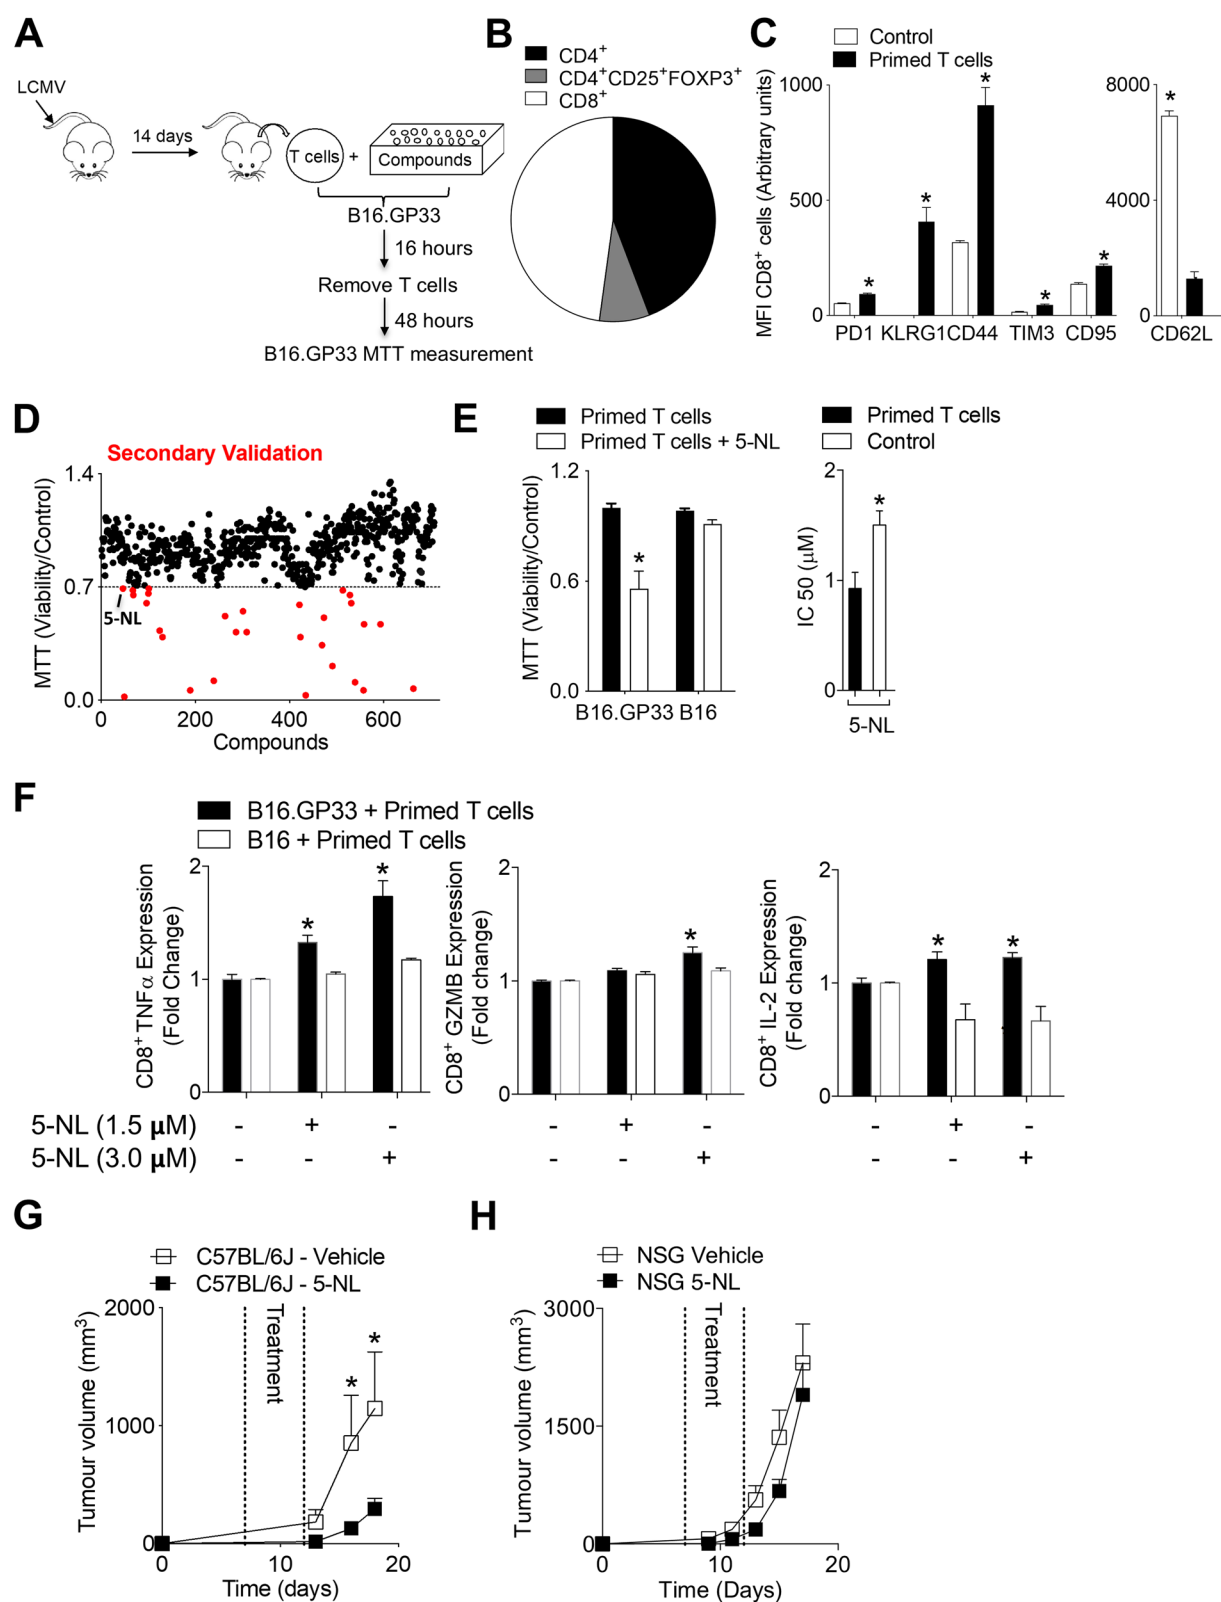 A
LCMV
14 days
T cells
+
Compounds
B16.GP33
16 hours
Remove T cells
48 hours
B16.GP33 MTT measurement
B
CD4+
CD4+CD25+FOXP3+
CD8+
C
Control
Primed T cells
MFI CD8+ cells (Arbitrary units)
1000
500
0
* * * * *
PD1 KLRG1 CD44 TIM3 CD95
8000
4000
0
*
CD62L
D
Secondary Validation
MTT (Viability/Control)
1.4
0.7
0.0
5-NL
0 200 400 600
Compounds
E
Primed T cells
Primed T cells + 5-NL
MTT (Viability/Control)
1.2
0.6
0.0
*
B16.GP33 B16
Primed T cells
Control
IC 50 (μM)
2
1
0
*
5-NL
F
B16.GP33 + Primed T cells
B16 + Primed T cells
CD8+ TNFα Expression
(Fold Change)
2
1
0
* *
CD8+ GZMB Expression
(Fold change)
2
1
0
*
CD8+ IL-2 Expression
(Fold change)
2
1
0
* *
5-NL (1.5 μM) - + - - + - - + -
5-NL (3.0 μM) - - + - - + - - +
G
C57BL/6J - Vehicle
C57BL/6J - 5-NL
Tumour volume (mm3)
2000
1000
0
Treatment
* *
0 10 20
Time (days)
H
NSG Vehicle
NSG 5-NL
Tumour volume (mm3)
3000
1500
0
Treatment
0 10 20
Time (Days)